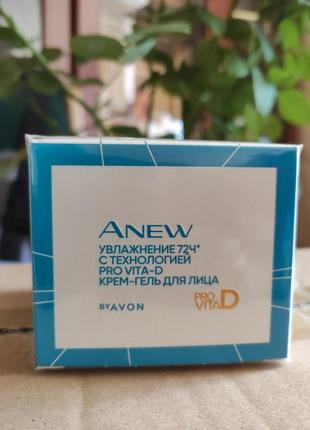 ANEW
УВЛАЖНЕНИЕ 72Ч*
С ТЕХНОЛОГИЕЙ
PRO VITA-D
КРЕМ-ГЕЛЬ ДЛЯ ЛИЦА
BY AVON
PRO VITA D